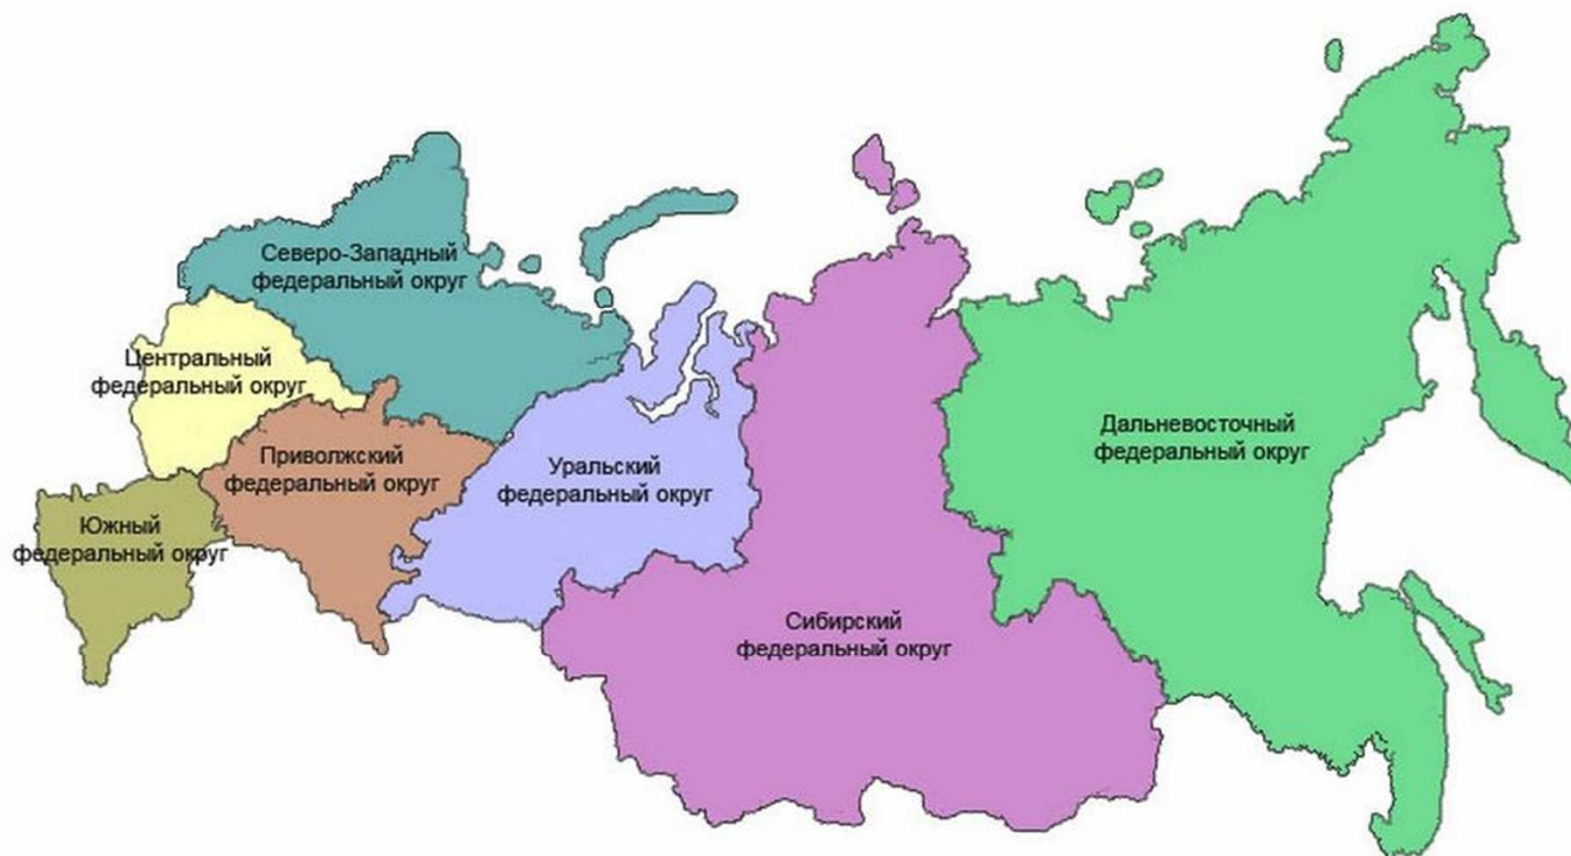 Северо-Западный
федеральный округ
Центральный
федеральный округ
Приволжский
федеральный округ
Уральский
федеральный округ
Дальневосточный
федеральный округ
Южный
федеральный округ
Сибирский
федеральный округ